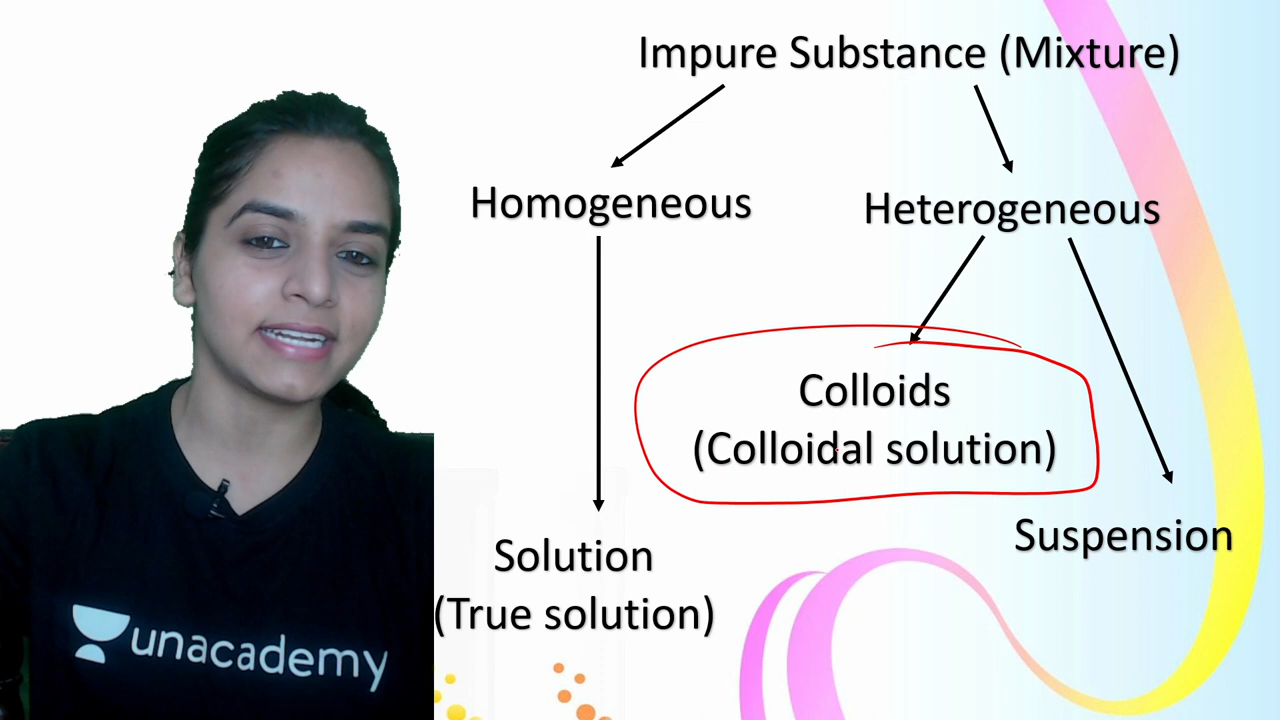 Impure Substance (Mixture)
Homogeneous
Heterogeneous
Colloids
(Colloidal solution)
Suspension
Solution
(True solution)
unacademy